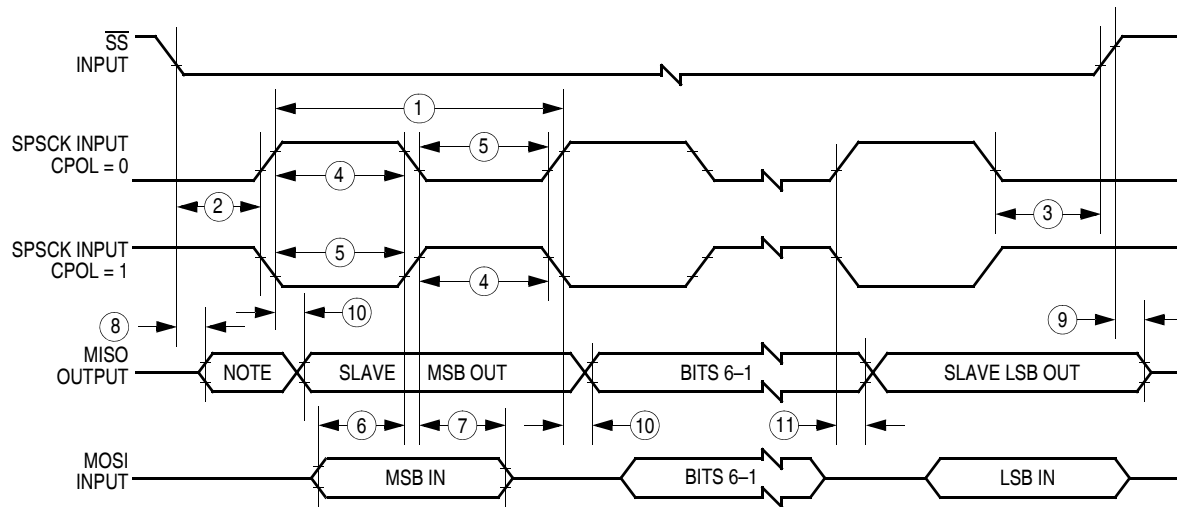 SS
INPUT
1
SPSCK INPUT
CPOL = 0
5
4
2
3
SPSCK INPUT
CPOL = 1
5
4
8
10
9
MISO
OUTPUT
NOTE
SLAVE MSB OUT
BITS 6–1
SLAVE LSB OUT
6
7
10
11
MOSI
INPUT
MSB IN
BITS 6–1
LSB IN